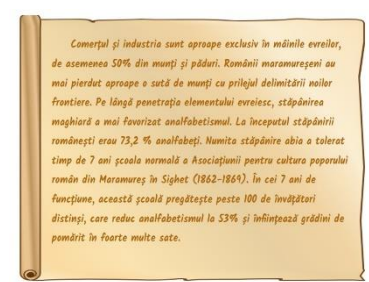 Comerțul și industria sunt aproape exclusiv în mâinile evreilor,
de asemenea 50% din munți și păduri. Românii maramureșeni au
mai pierdut aproape o sută de munți cu prilejul delimitării noilor
frontiere. Pe lângă penetrația elementului evreiesc, stăpânirea
maghiară a mai favorizat analfabetismul. La începutul stăpânirii
românești erau 73,2 % analfabeți. Numita stăpânire abia a tolerat
timp de 7 ani școala normală a Asociațiunii pentru cultura poporului
român din Maramureș în Sighet (1862-1869). În cei 7 ani de
funcțiune, această școală pregătește peste 100 de învățători
distinși, care reduc analfabetismul la 53% și înființează grădini de
pomărit în foarte multe sate.